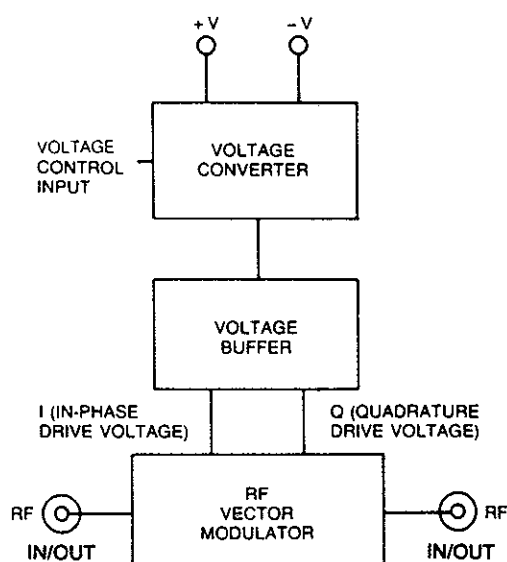 + V
– V
VOLTAGE
CONTROL
INPUT
VOLTAGE
CONVERTER
VOLTAGE
BUFFER
I (IN-PHASE
DRIVE VOLTAGE)
Q (QUADRATURE
DRIVE VOLTAGE)
RF
IN/OUT
RF
VECTOR
MODULATOR
RF
IN/OUT